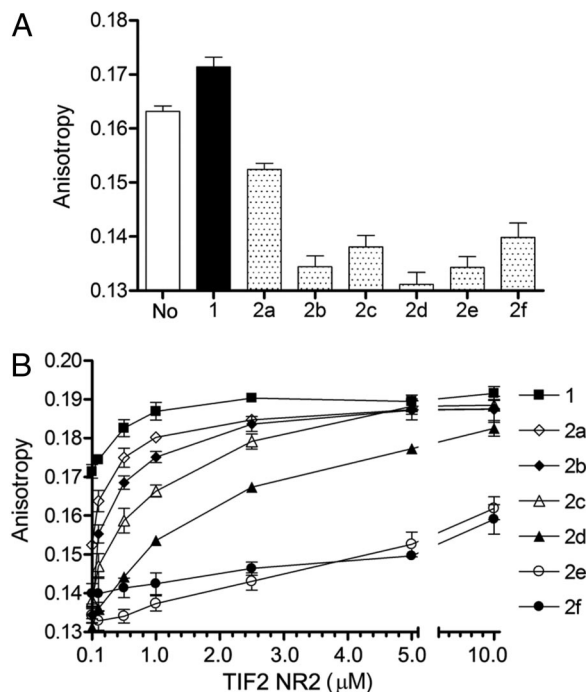 A
0.18
0.17
0.16
0.15
0.14
0.13
Anisotropy
No 1 2a 2b 2c 2d 2e 2f
B
0.20
0.19
0.18
0.17
0.16
0.15
0.14
0.13
Anisotropy
0.1 1.0 2.0 3.0 4.0 5.0 10.0
TIF2 NR2 (μM)
1
2a
2b
2c
2d
2e
2f